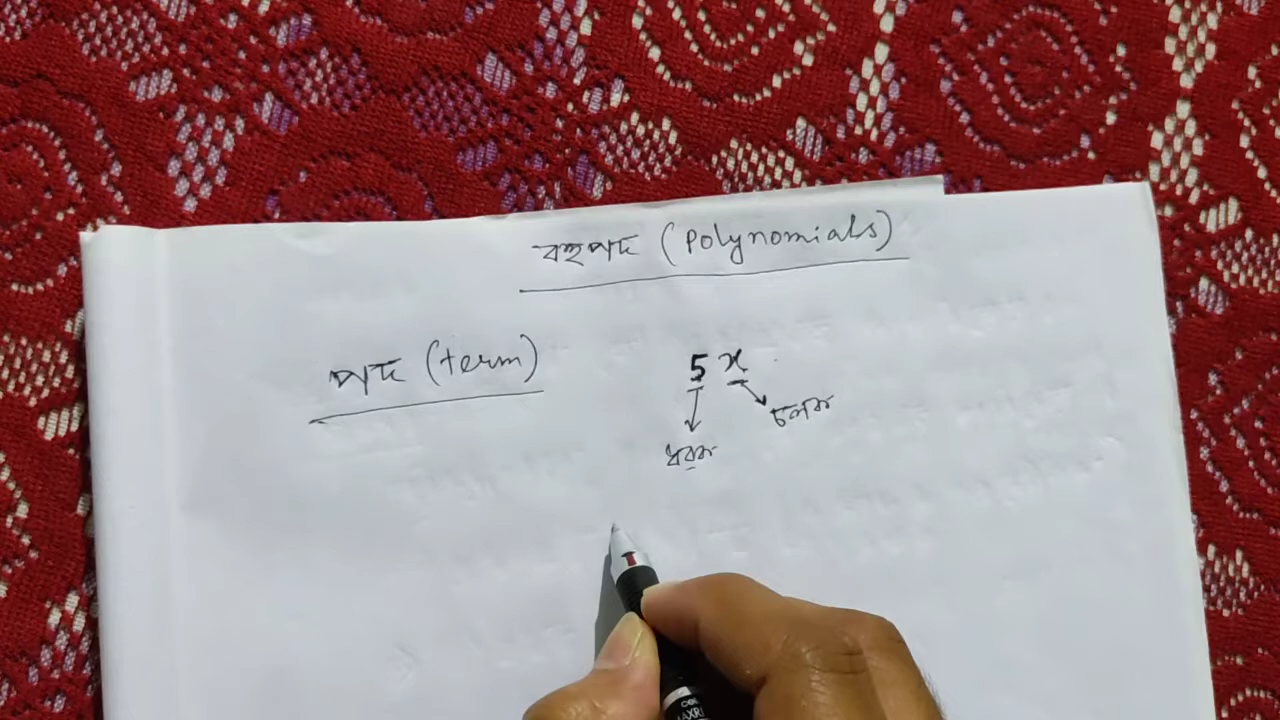 বহুপদ (Polynomials)
পদ (term)
5 x
চলক
ধ্রুবক